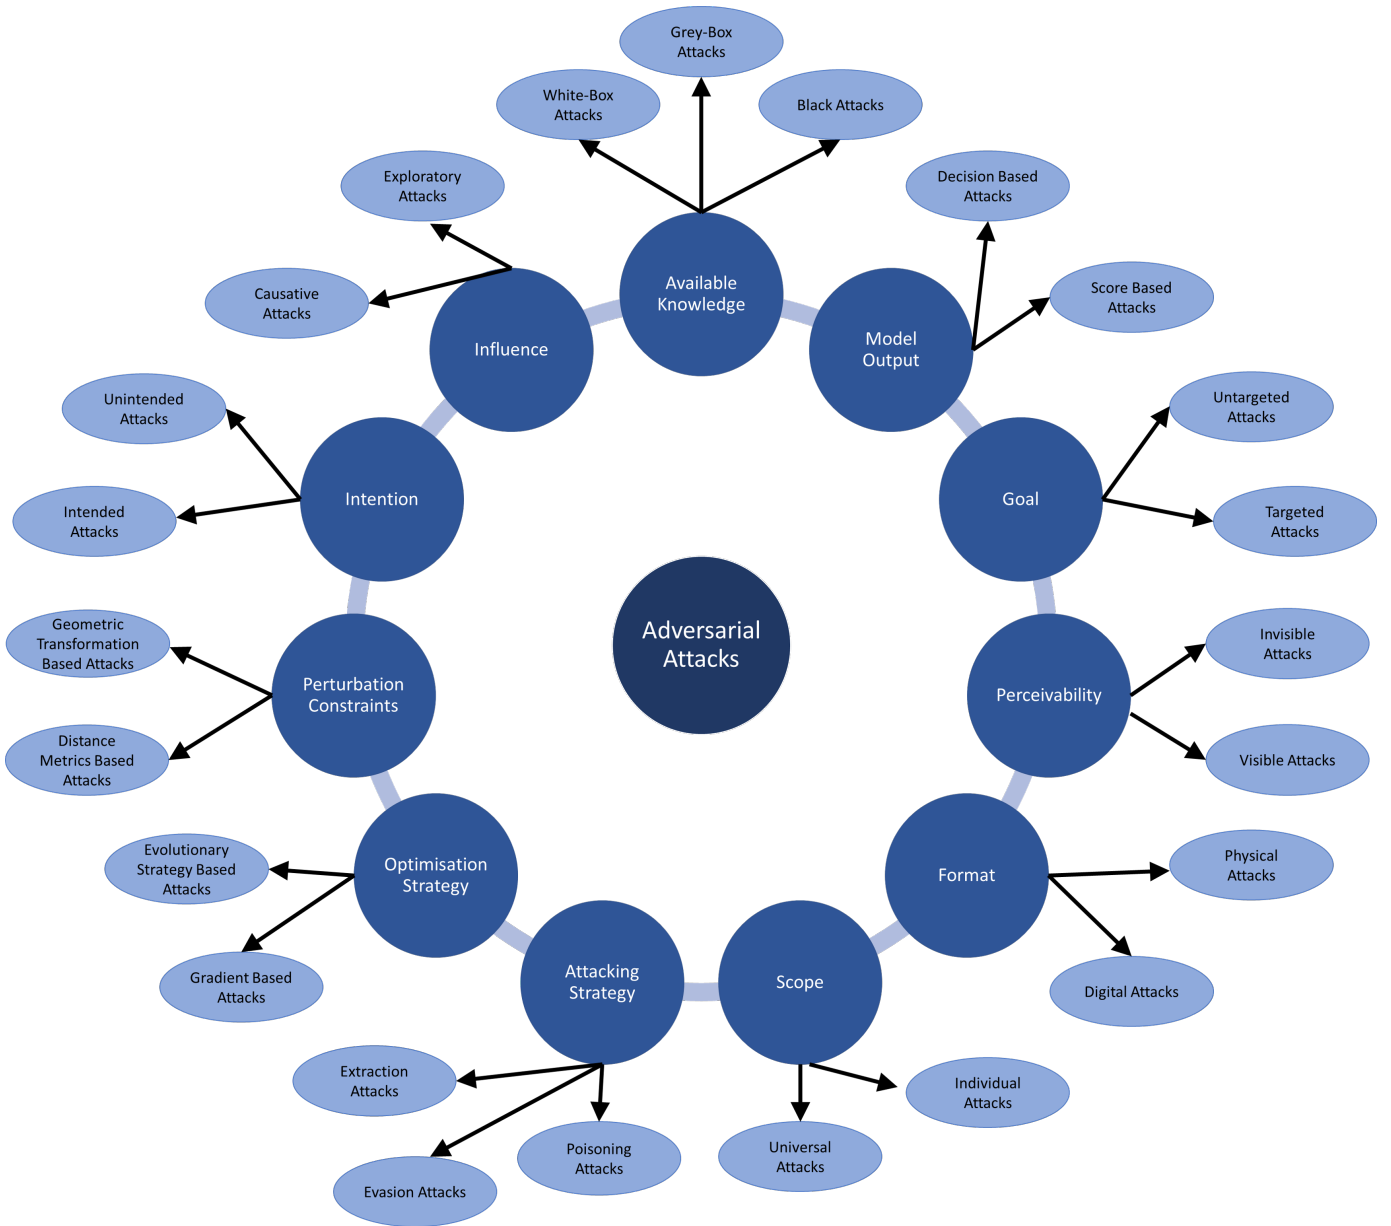 Grey-Box
Attacks
White-Box
Attacks
Black Attacks
Exploratory
Attacks
Decision Based
Attacks
Causative
Attacks
Available
Knowledge
Score Based
Attacks
Influence
Model
Output
Unintended
Attacks
Untargeted
Attacks
Intention
Goal
Intended
Attacks
Targeted
Attacks
Adversarial
Attacks
Geometric
Transformation
Based Attacks
Invisible
Attacks
Perturbation
Constraints
Perceivability
Distance
Metrics Based
Attacks
Visible Attacks
Evolutionary
Strategy Based
Attacks
Optimisation
Strategy
Format
Physical
Attacks
Gradient Based
Attacks
Attacking
Strategy
Scope
Digital Attacks
Extraction
Attacks
Individual
Attacks
Poisoning
Attacks
Universal
Attacks
Evasion Attacks